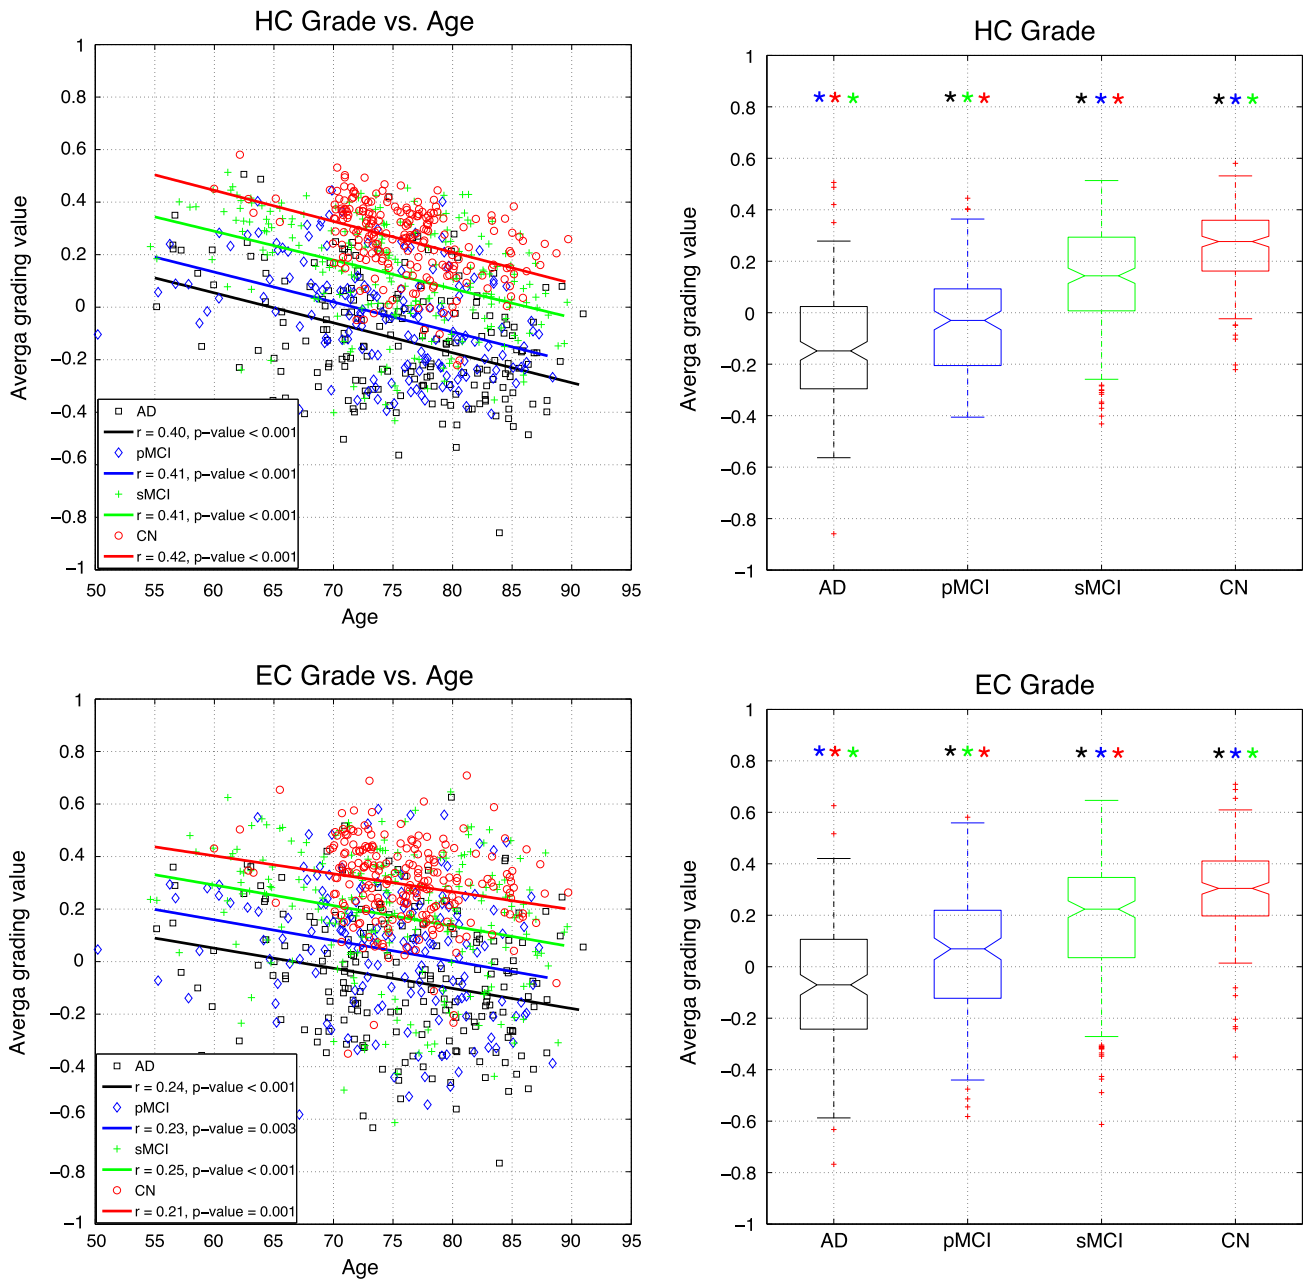 HC Grade vs. Age
1
0.8
0.6
0.4
0.2
0
−0.2
−0.4
−0.6
−0.8
−1
Averga grading value
AD
r = 0.40, p−value < 0.001
pMCI
r = 0.41, p−value < 0.001
sMCI
r = 0.41, p−value < 0.001
CN
r = 0.42, p−value < 0.001
50 55 60 65 70 75 80 85 90 95
Age
HC Grade
* * * * * * * * * * * *
1
0.8
0.6
0.4
0.2
0
−0.2
−0.4
−0.6
−0.8
−1
Averga grading value
AD pMCI sMCI CN
EC Grade vs. Age
1
0.8
0.6
0.4
0.2
0
−0.2
−0.4
−0.6
−0.8
−1
Averga grading value
AD
r = 0.24, p−value < 0.001
pMCI
r = 0.23, p−value = 0.003
sMCI
r = 0.25, p−value < 0.001
CN
r = 0.21, p−value = 0.001
50 55 60 65 70 75 80 85 90 95
Age
EC Grade
* * * * * * * * * * * *
1
0.8
0.6
0.4
0.2
0
−0.2
−0.4
−0.6
−0.8
−1
Averga grading value
AD pMCI sMCI CN